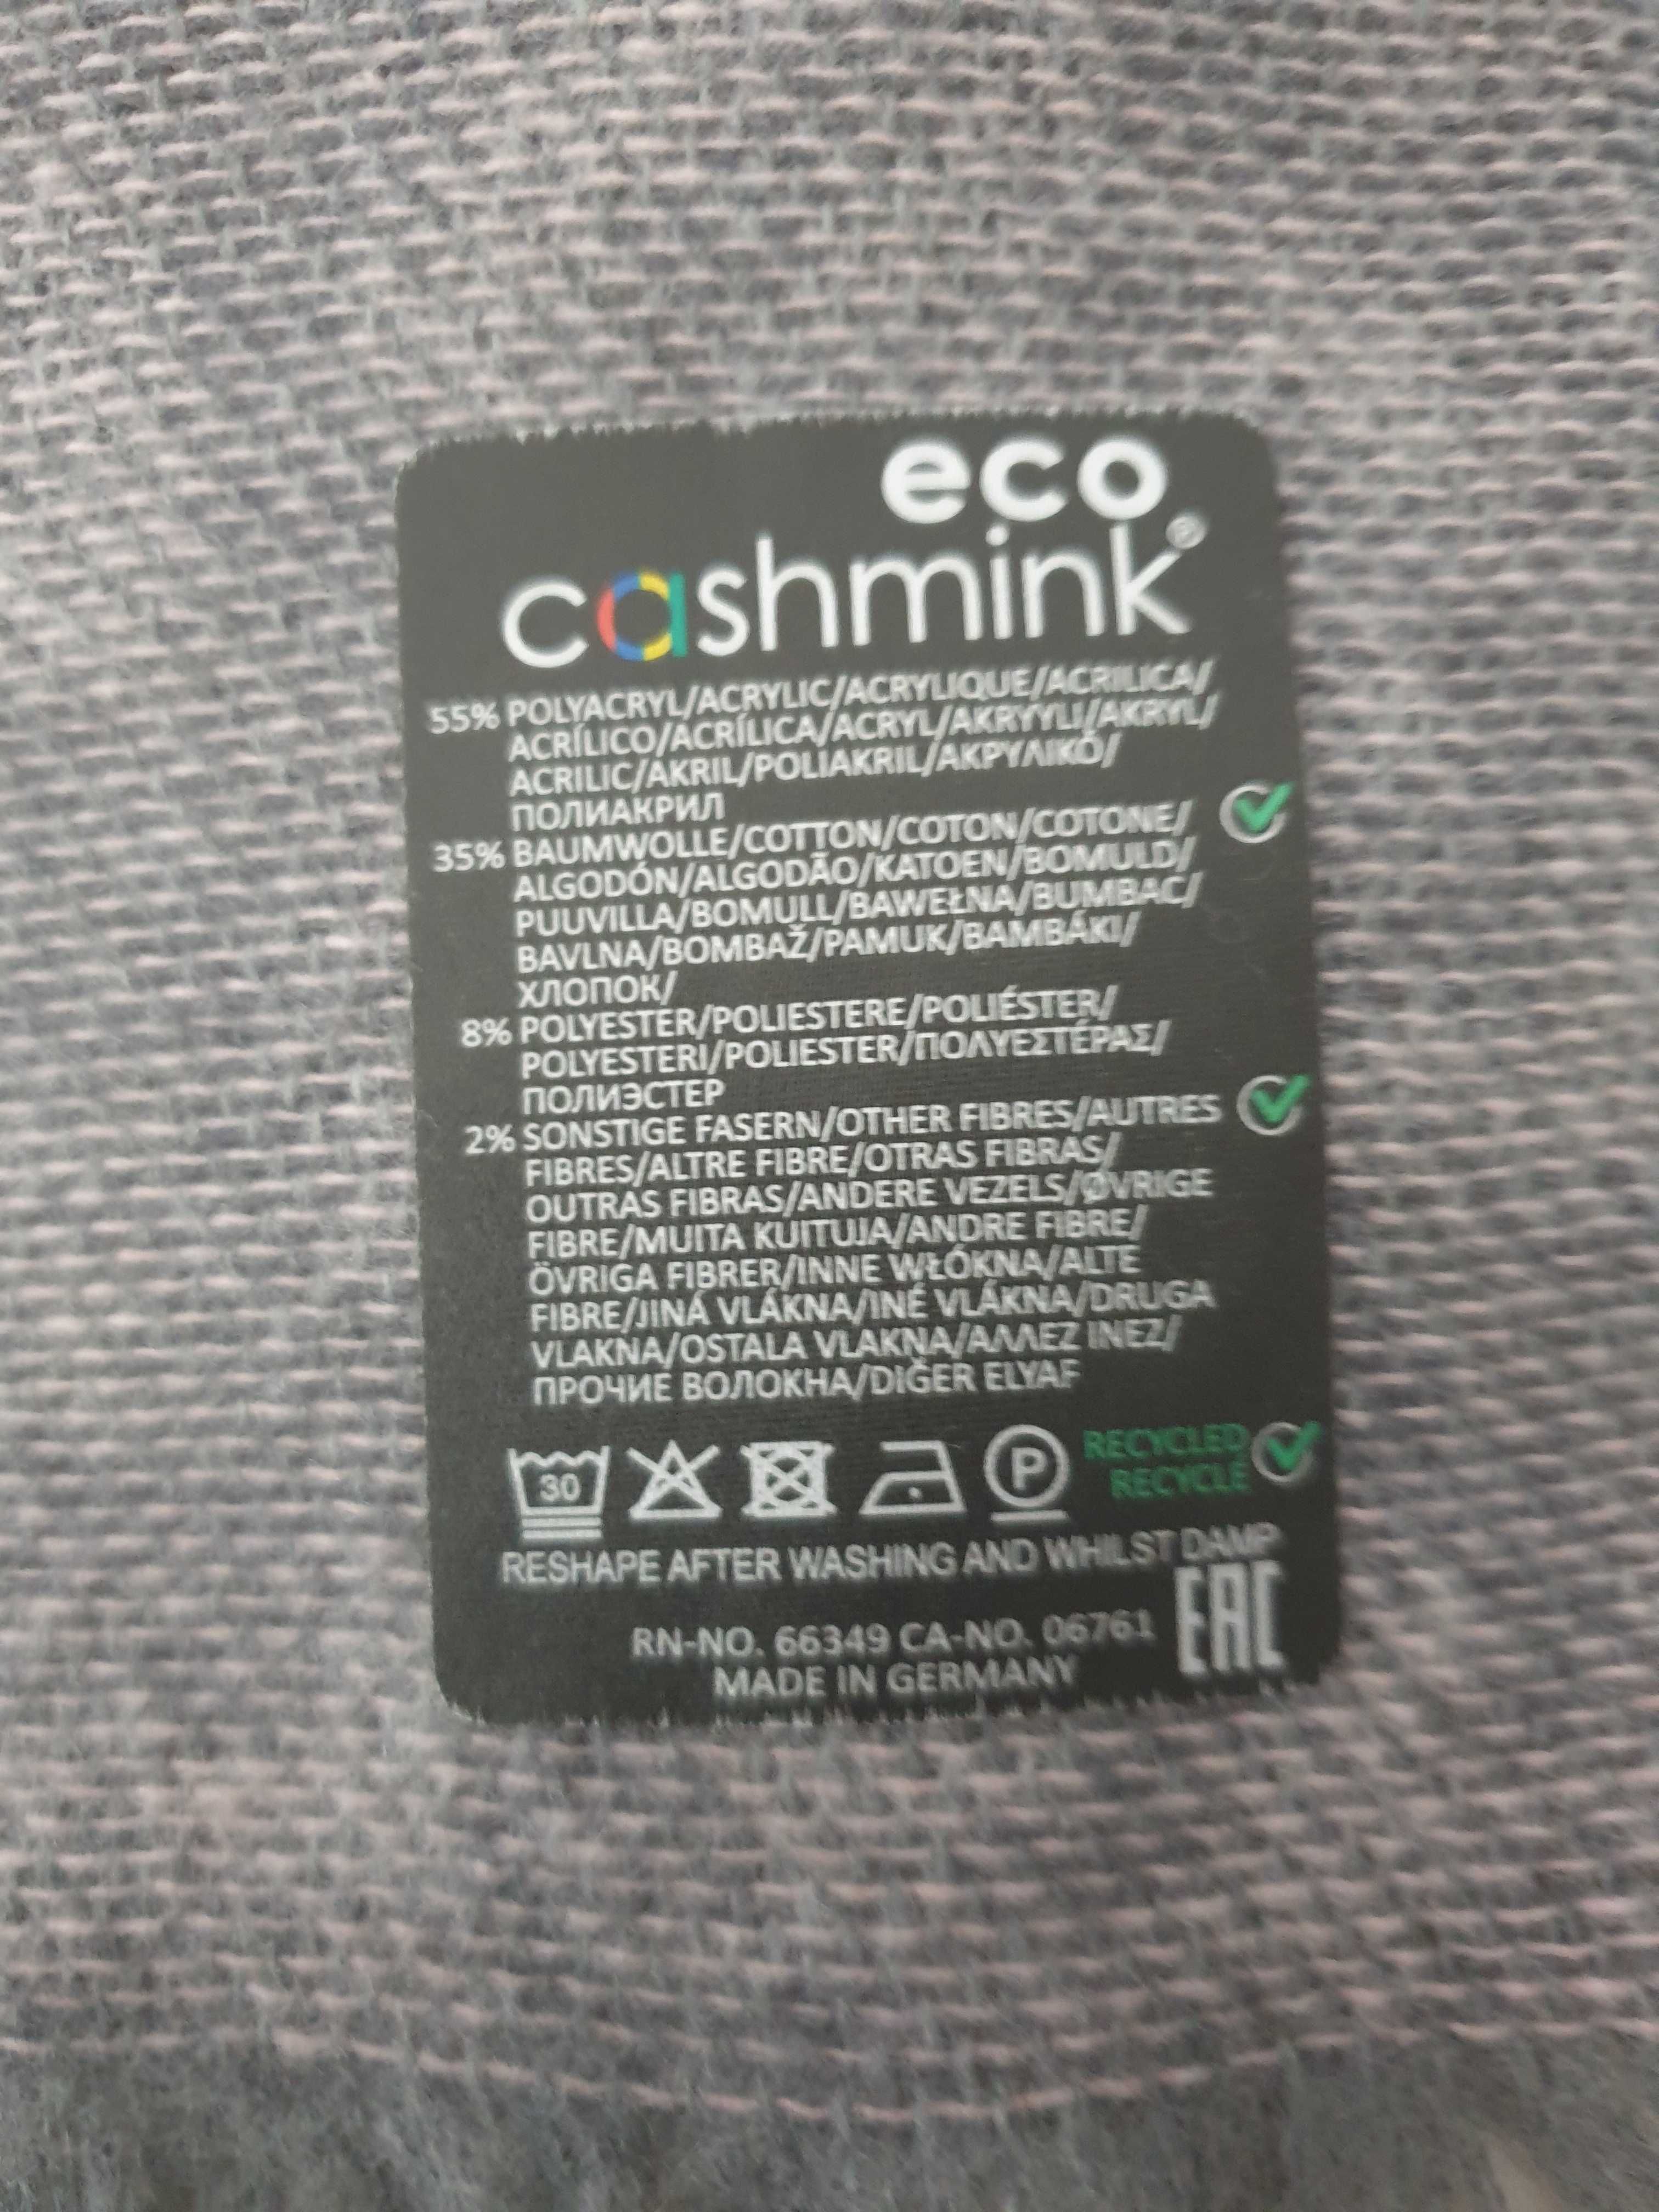 eco
cashmink®
55% POLYACRYL/ACRYLIC/ACRYLIQUE/ACRILICA/
ACRÍLICO/ACRÍLICA/ACRYL/AKRYYLI/AKRYL/
ACRILIC/AKRIL/POLIAKRIL/ΑΚΡΥΛΙΚΌ/
ПОЛИАКРИЛ
35% BAUMWOLLE/COTTON/COTON/COTONE/
ALGODÓN/ALGODÃO/KATOEN/BOMULD/
PUUVILLA/BOMULL/BAWEŁNA/BUMBAC/
BAVLNA/BOMBAŽ/PAMUK/BAMBÁKI/
ХЛОПОК/
8% POLYESTER/POLIESTERE/POLIÉSTER/
POLYESTERI/POLIESTER/ΠΟΛΥΕΣΤΈΡΑΣ/
ПОЛИЭСТЕР
2% SONSTIGE FASERN/OTHER FIBRES/AUTRES
FIBRES/ALTRE FIBRE/OTRAS FIBRAS/
OUTRAS FIBRAS/ANDERE VEZELS/ØVRIGE
FIBRE/MUITA KUITUJA/ANDRE FIBRE/
ÖVRIGA FIBRER/INNE WŁÓKNA/ALTE
FIBRE/JINÁ VLÁKNA/INÉ VLÁKNA/DRUGA
VLAKNA/OSTALA VLAKNA/ΑΛΛΕΖ ΙΝΕΖ/
ПРОЧИЕ ВОЛОКНА/DIĞER ELYAF
30 P RECYCLED
RECYCLÉ
RESHAPE AFTER WASHING AND WHILST DAMP
EAC
RN-NO. 66349 CA-NO. 06761
MADE IN GERMANY